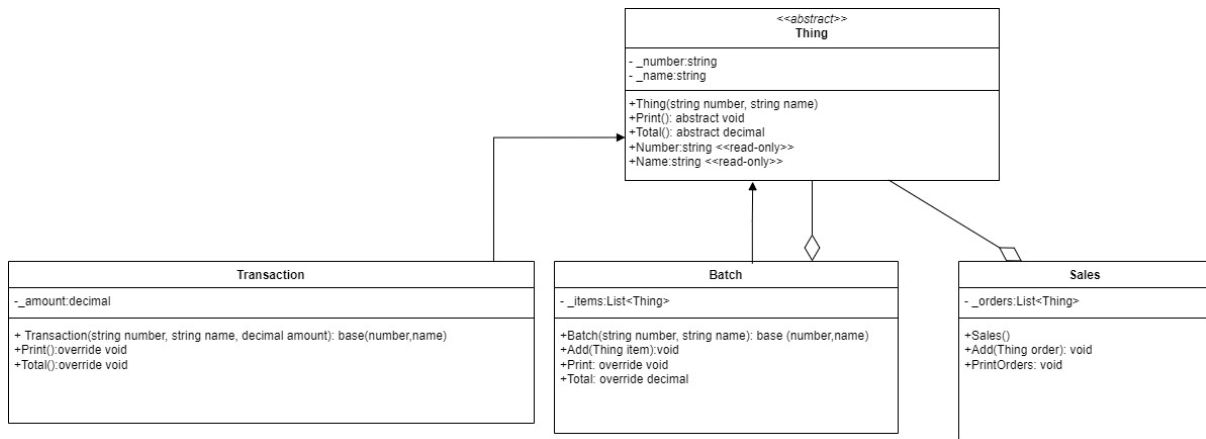 <<abstract>>
Thing
- _number:string
- _name:string
+Thing(string number, string name)
+Print(): abstract void
+Total(): abstract decimal
+Number:string <<read-only>>
+Name:string <<read-only>>
Transaction
-_amount:decimal
+ Transaction(string number, string name, decimal amount): base(number,name)
+Print():override void
+Total():override void
Batch
- _items:List<Thing>
+Batch(string number, string name): base (number,name)
+Add(Thing item):void
+Print: override void
+Total: override decimal
Sales
- _orders:List<Thing>
+Sales()
+Add(Thing order): void
+PrintOrders: void